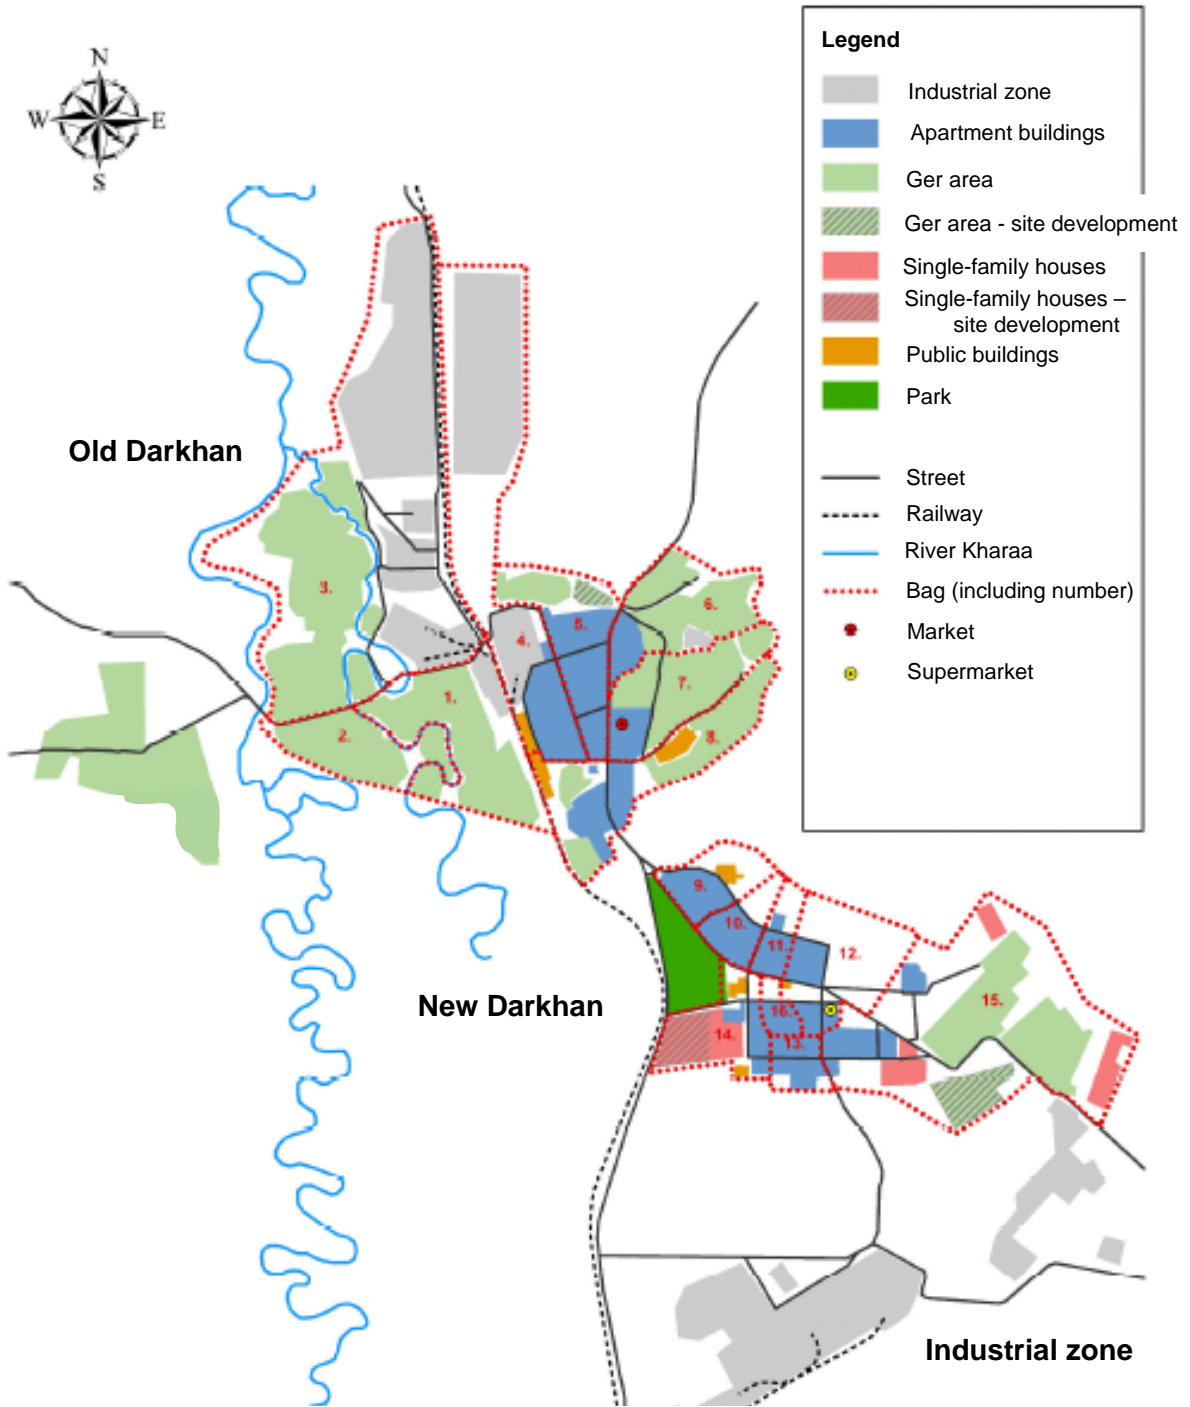 N
W E
S
Legend
Industrial zone
Apartment buildings
Ger area
Ger area - site development
Single-family houses
Single-family houses –
site development
Public buildings
Park
Street
Railway
River Kharaa
Bag (including number)
Market
Supermarket
Old Darkhan
3.
4.
5.
6.
1.
7.
2.
8.
9.
10.
11.
12.
New Darkhan
15.
16.
14.
13.
Industrial zone